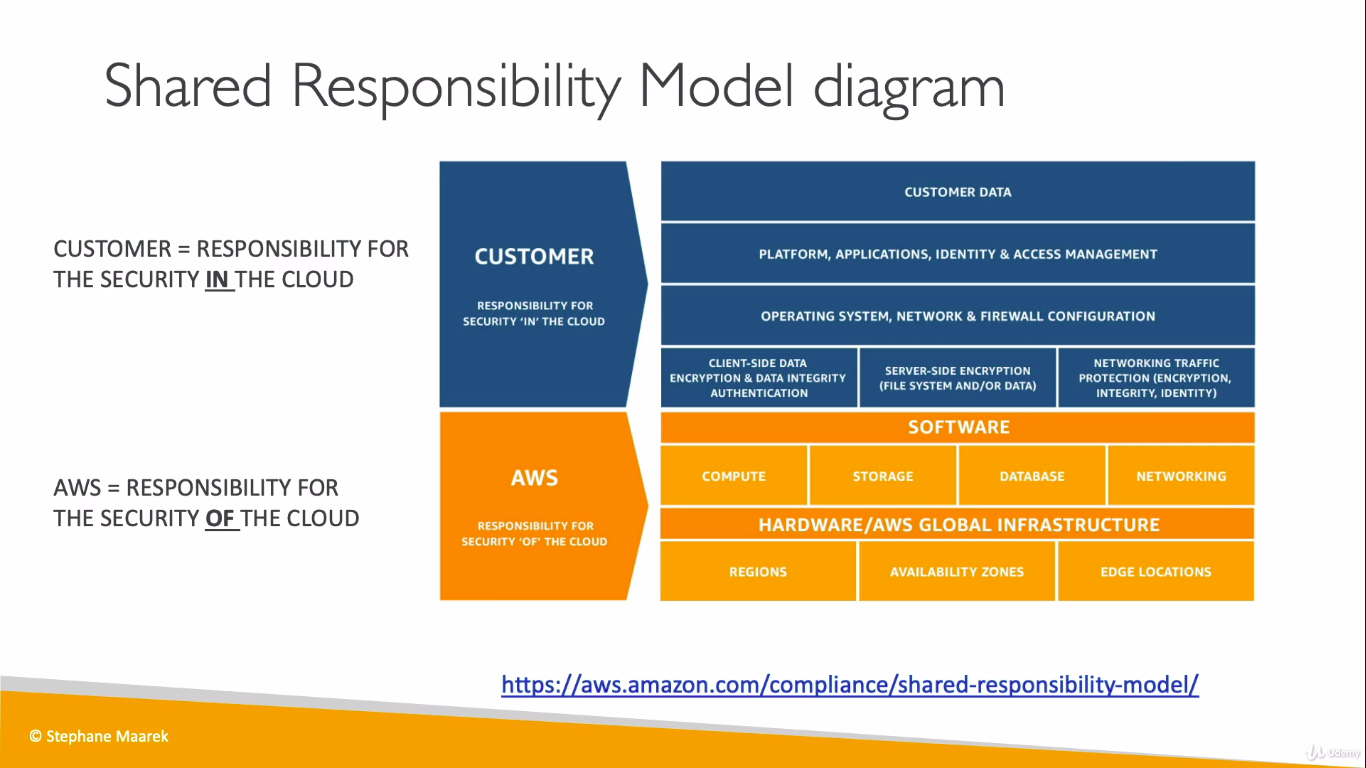 Shared Responsibility Model diagram
CUSTOMER = RESPONSIBILITY FOR
THE SECURITY IN THE CLOUD
CUSTOMER
RESPONSIBILITY FOR
SECURITY ‘IN’ THE CLOUD
CUSTOMER DATA
PLATFORM, APPLICATIONS, IDENTITY & ACCESS MANAGEMENT
OPERATING SYSTEM, NETWORK & FIREWALL CONFIGURATION
CLIENT-SIDE DATA
ENCRYPTION & DATA INTEGRITY
AUTHENTICATION
SERVER-SIDE ENCRYPTION
(FILE SYSTEM AND/OR DATA)
NETWORKING TRAFFIC
PROTECTION (ENCRYPTION,
INTEGRITY, IDENTITY)
AWS = RESPONSIBILITY FOR
THE SECURITY OF THE CLOUD
AWS
RESPONSIBILITY FOR
SECURITY ‘OF’ THE CLOUD
SOFTWARE
COMPUTE
STORAGE
DATABASE
NETWORKING
HARDWARE/AWS GLOBAL INFRASTRUCTURE
REGIONS
AVAILABILITY ZONES
EDGE LOCATIONS
https://aws.amazon.com/compliance/shared-responsibility-model/
© Stephane Maarek
Udemy